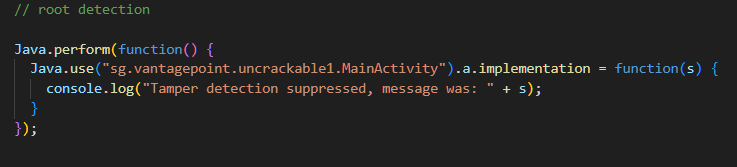 // root detection
Java.perform(function() {
Java.use("sg.vantagepoint.uncrackable1.MainActivity").a.implementation = function(s) {
console.log("Tamper detection suppressed, message was: " + s);
}
});